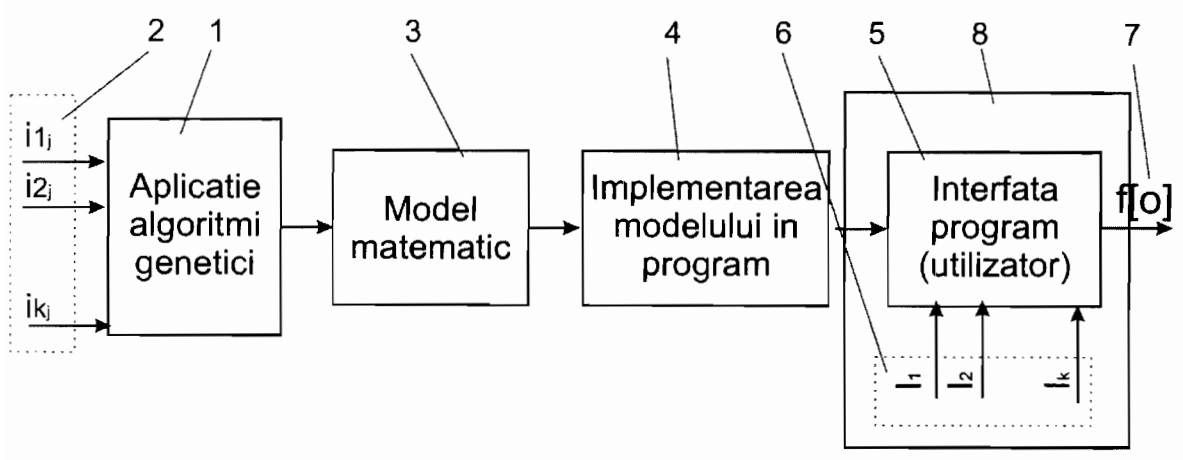 2 1 3 4 6 5 8 7
i1j
i2j
ikj
Aplicatie
algoritmi
genetici
Model
matematic
Implementarea
modelului in
program
Interfata
program
(utilizator)
f[o]
I1 I2 Ik